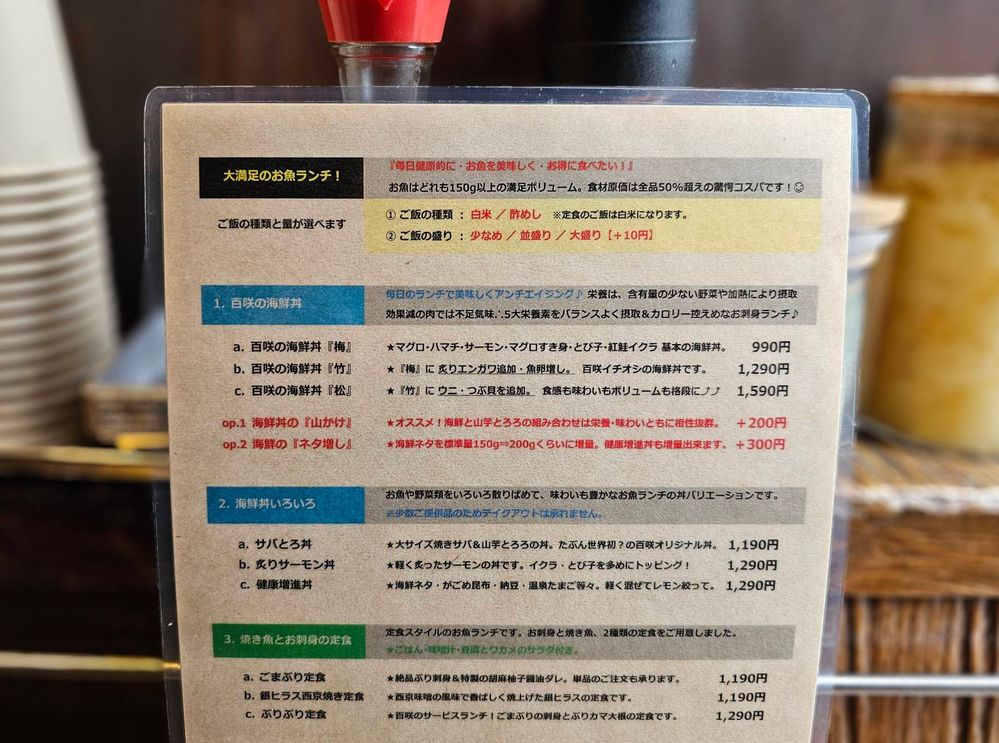 大満足のお魚ランチ！
『毎日健康的に・お魚を美味しく・お得に食べたい！』
お魚はどれも150g以上の満足ボリューム。食材原価は全品50%超えの驚愕コスパです！☺
ご飯の種類と量が選べます
① ご飯の種類 ： 白米 ／ 酢めし ※定食のご飯は白米になります。
② ご飯の盛り ： 少なめ ／ 並盛り ／ 大盛り【＋10円】
1. 百咲の海鮮丼
毎日のランチで美味しくアンチエイジング♪ 栄養は、含有量の少ない野菜や加熱により摂取
効果減の肉では不足気味∴5大栄養素をバランスよく摂取＆カロリー控えめなお刺身ランチ♪
a. 百咲の海鮮丼『梅』 ★マグロ・ハマチ・サーモン・マグロすき身・とび子・紅鮭イクラ 基本の海鮮丼。 990円
b. 百咲の海鮮丼『竹』 ★『梅』に 炙りエンガワ追加・魚卵増し。 百咲イチオシの海鮮丼です。 1,290円
c. 百咲の海鮮丼『松』 ★『竹』に ウニ・つぶ貝を追加。 食感も味わいもボリュームも格段に⤴⤴ 1,590円
op.1 海鮮丼の『山かけ』 ★オススメ！海鮮と山芋とろろの組み合わせは栄養・味わいともに相性抜群。 ＋200円
op.2 海鮮の『ネタ増し』 ★海鮮ネタを標準量150g⇒200gくらいに増量。健康増進丼も増量出来ます。 ＋300円
2. 海鮮丼いろいろ
お魚や野菜類をいろいろ散りばめて、味わいも豊かなお魚ランチの丼バリエーションです。
※少数ご提供品のためテイクアウトは承れません。
a. サバとろ丼 ★大サイズ焼きサバ＆山芋とろろの丼。たぶん世界初？の百咲オリジナル丼。 1,190円
b. 炙りサーモン丼 ★軽く炙ったサーモンの丼です。イクラ・とび子を多めにトッピング！ 1,290円
c. 健康増進丼 ★海鮮ネタ・がごめ昆布・納豆・温泉たまご等々。軽く混ぜてレモン絞って。 1,290円
3. 焼き魚とお刺身の定食
定食スタイルのお魚ランチです。お刺身と焼き魚、2種類の定食をご用意しました。
★ごはん・味噌汁・豆腐とワカメのサラダ付き。
a. ごまぶり定食 ★絶品ぶり刺身＆特製の胡麻柚子醤油ダレ。単品のご注文も承ります。 1,190円
b. 銀ヒラス西京焼き定食 ★西京味噌の風味で香ばしく焼上げた銀ヒラスの定食です。 1,190円
c. ぶりぶり定食 ★百咲のサービスランチ！ごまぶりの刺身とぶりカマ大根の定食です。 1,290円